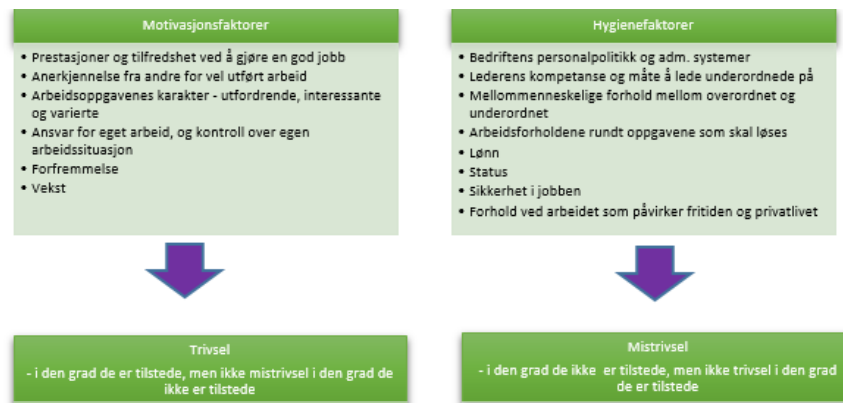 Motivasjonsfaktorer
• Prestasjoner og tilfredshet ved å gjøre en god jobb
• Anerkjennelse fra andre for vel utført arbeid
• Arbeidsoppgavenes karakter - utfordrende, interessante
og varierte
• Ansvar for eget arbeid, og kontroll over egen
arbeidssituasjon
• Forfremmelse
• Vekst
Trivsel
- i den grad de er tilstede, men ikke mistrivsel i den grad de
ikke er tilstede
Hygienefaktorer
• Bedriftens personalpolitikk og adm. systemer
• Lederens kompetanse og måte å lede underordnede på
• Mellommenneskelige forhold mellom overordnet og
underordnet
• Arbeidsforholdene rundt oppgavene som skal løses
• Lønn
• Status
• Sikkerhet i jobben
• Forhold ved arbeidet som påvirker fritiden og privatlivet
Mistrivsel
- i den grad de ikke er tilstede, men ikke trivsel i den grad
de er tilstede